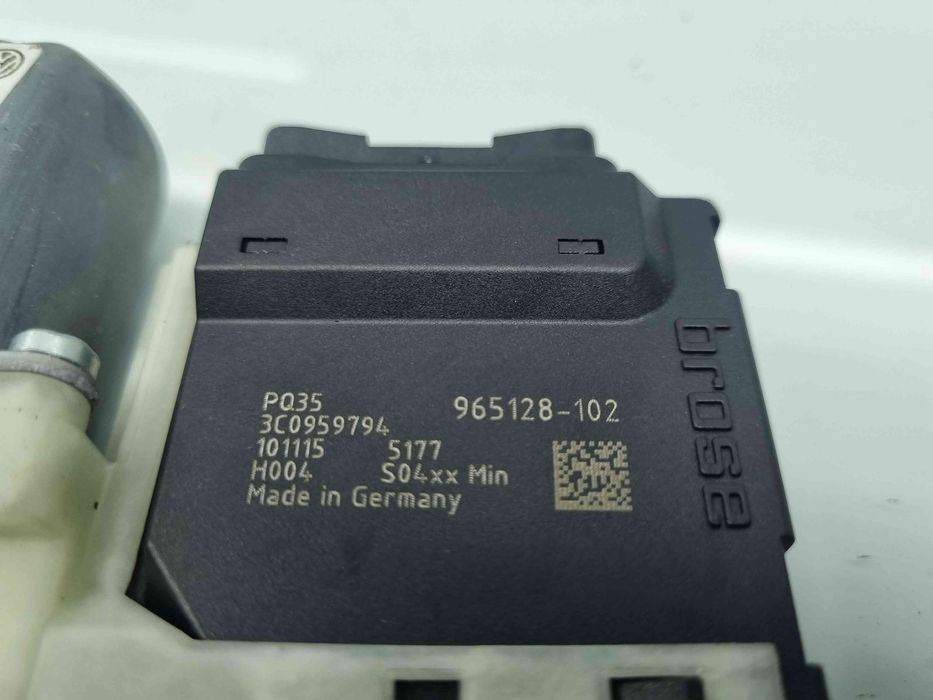 PQ35
965128-102
3C0959794
101115 5177
H004 S04xx Min
Made in Germany
brose